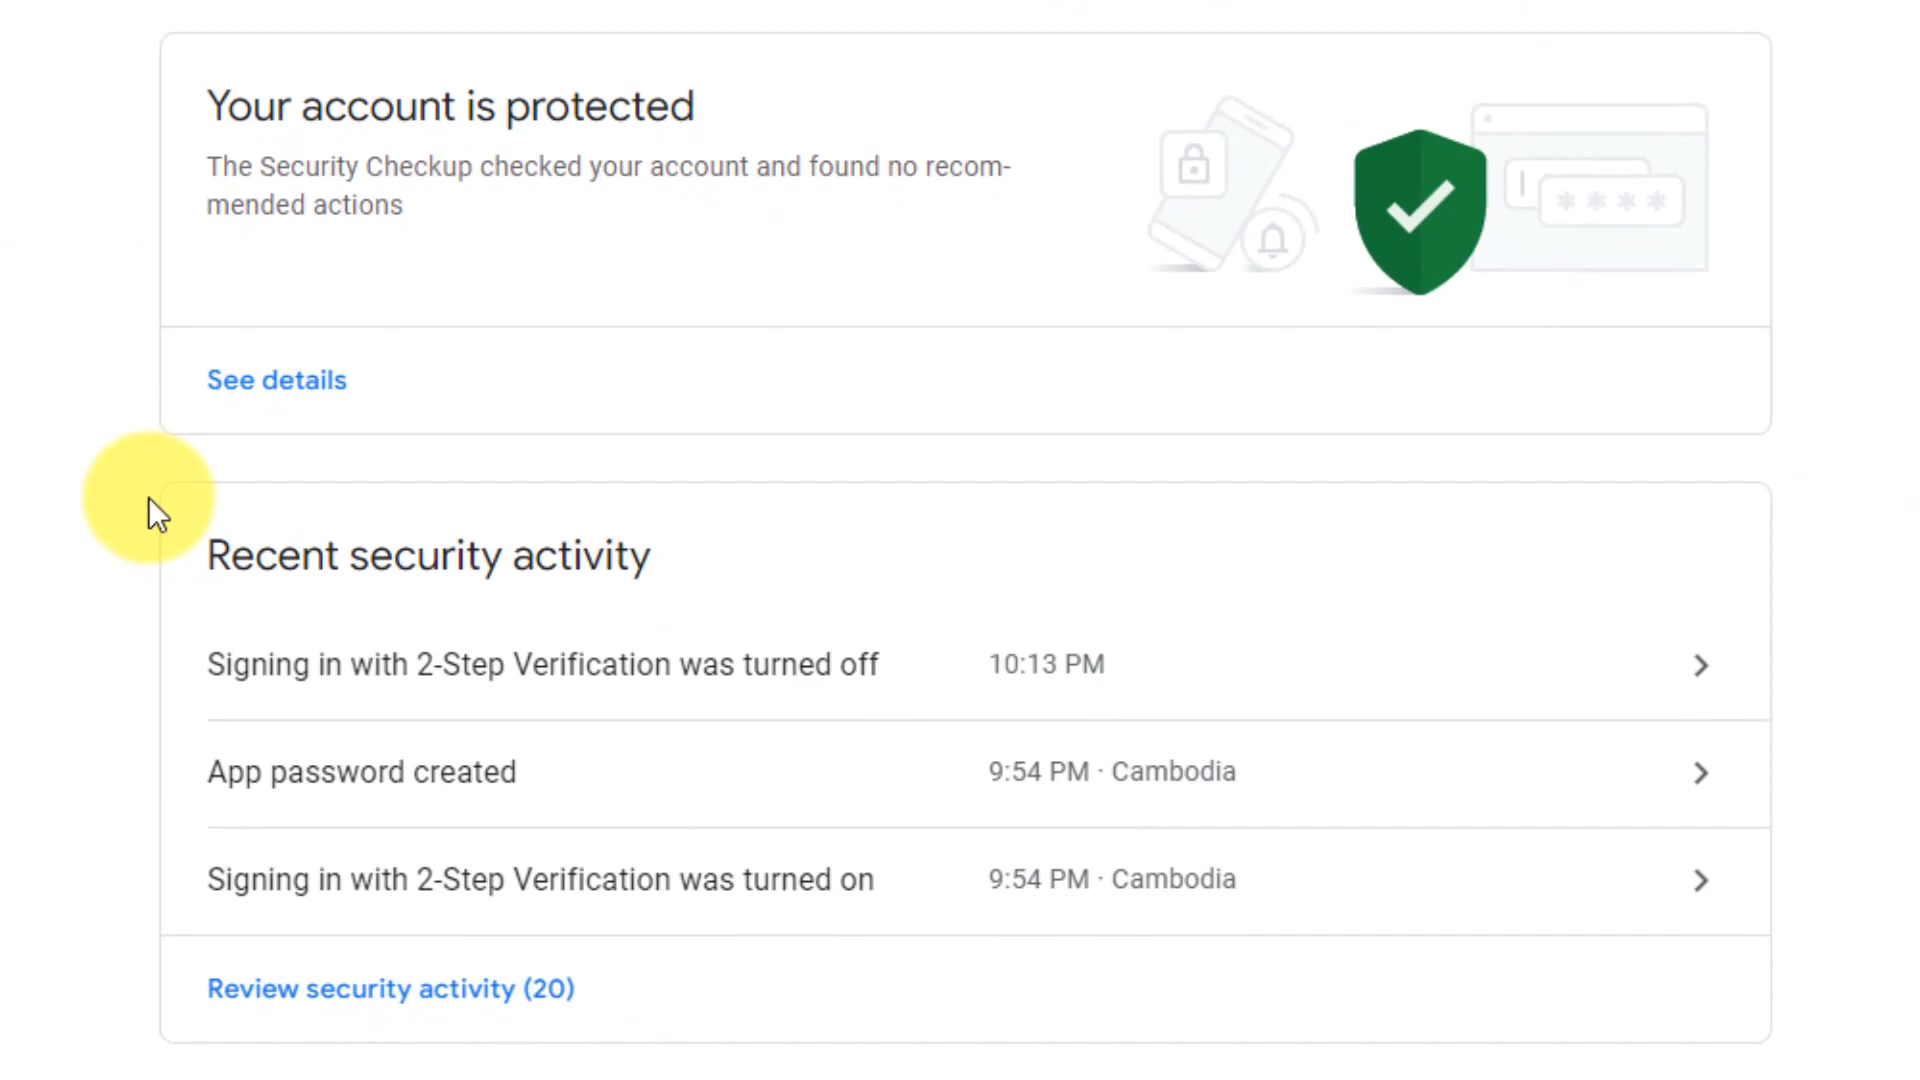 Your account is protected
The Security Checkup checked your account and found no recom-
mended actions
****
See details
Recent security activity
Signing in with 2-Step Verification was turned off 10:13 PM
App password created 9:54 PM · Cambodia
Signing in with 2-Step Verification was turned on 9:54 PM · Cambodia
Review security activity (20)